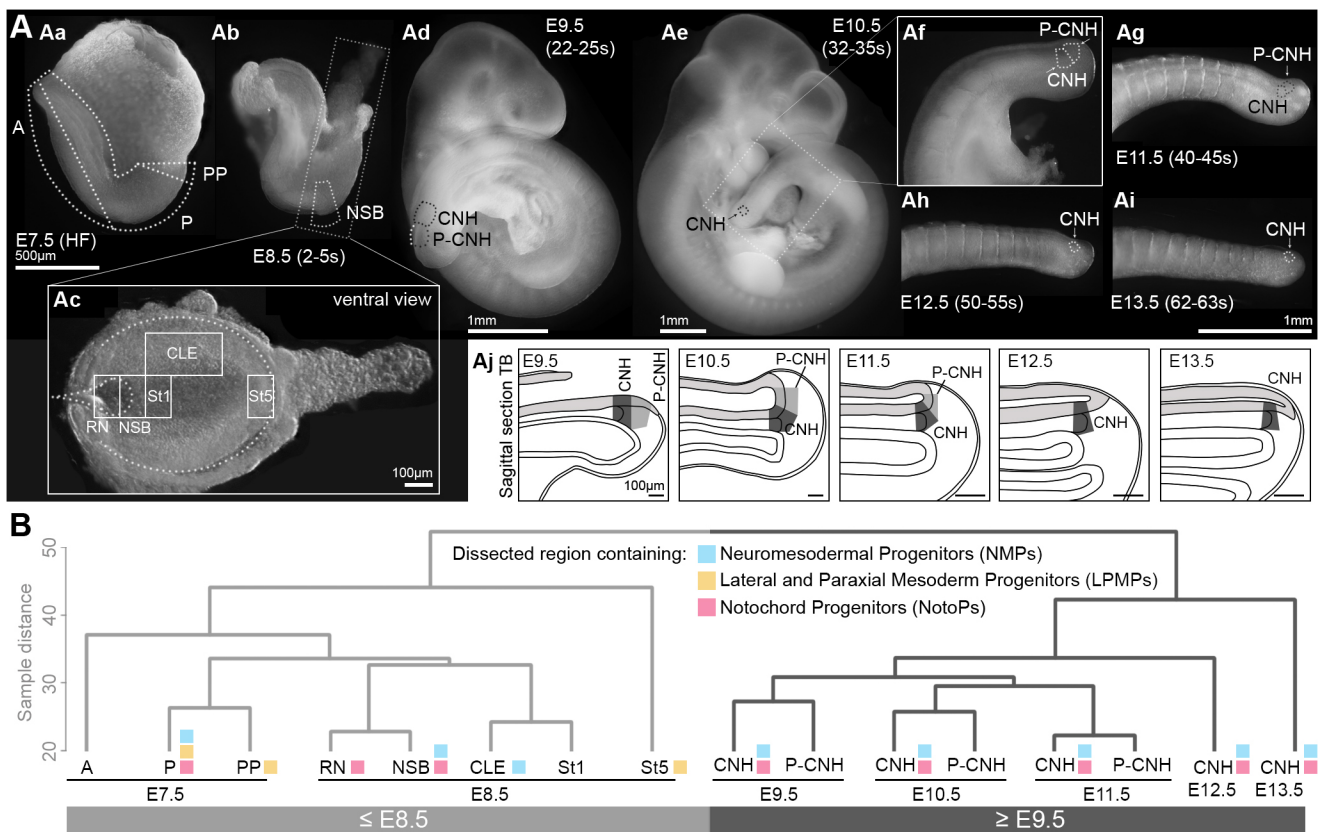 A
Aa
A
PP
P
E7.5 (HF)
500µm
Ab
NSB
E8.5 (2-5s)
Ac
ventral view
CLE
St1
St5
RN
NSB
100µm
Ad
E9.5
(22-25s)
CNH
P-CNH
1mm
Ae
E10.5
(32-35s)
CNH
1mm
Af
P-CNH
CNH
Ag
P-CNH
CNH
E11.5 (40-45s)
Ah
CNH
E12.5 (50-55s)
Ai
CNH
E13.5 (62-63s)
1mm
Aj
Sagittal section TB
E9.5
CNH
P-CNH
100µm
E10.5
P-CNH
CNH
E11.5
P-CNH
CNH
E12.5
CNH
E13.5
CNH
B
Sample distance
50
40
30
20
Dissected region containing:
Neuromesodermal Progenitors (NMPs)
Lateral and Paraxial Mesoderm Progenitors (LPMPs)
Notochord Progenitors (NotoPs)
A P PP RN NSB CLE St1 St5 CNH P-CNH CNH P-CNH CNH P-CNH CNH CNH
E7.5 E8.5 E9.5 E10.5 E11.5 E12.5 E13.5
≤ E8.5 ≥ E9.5